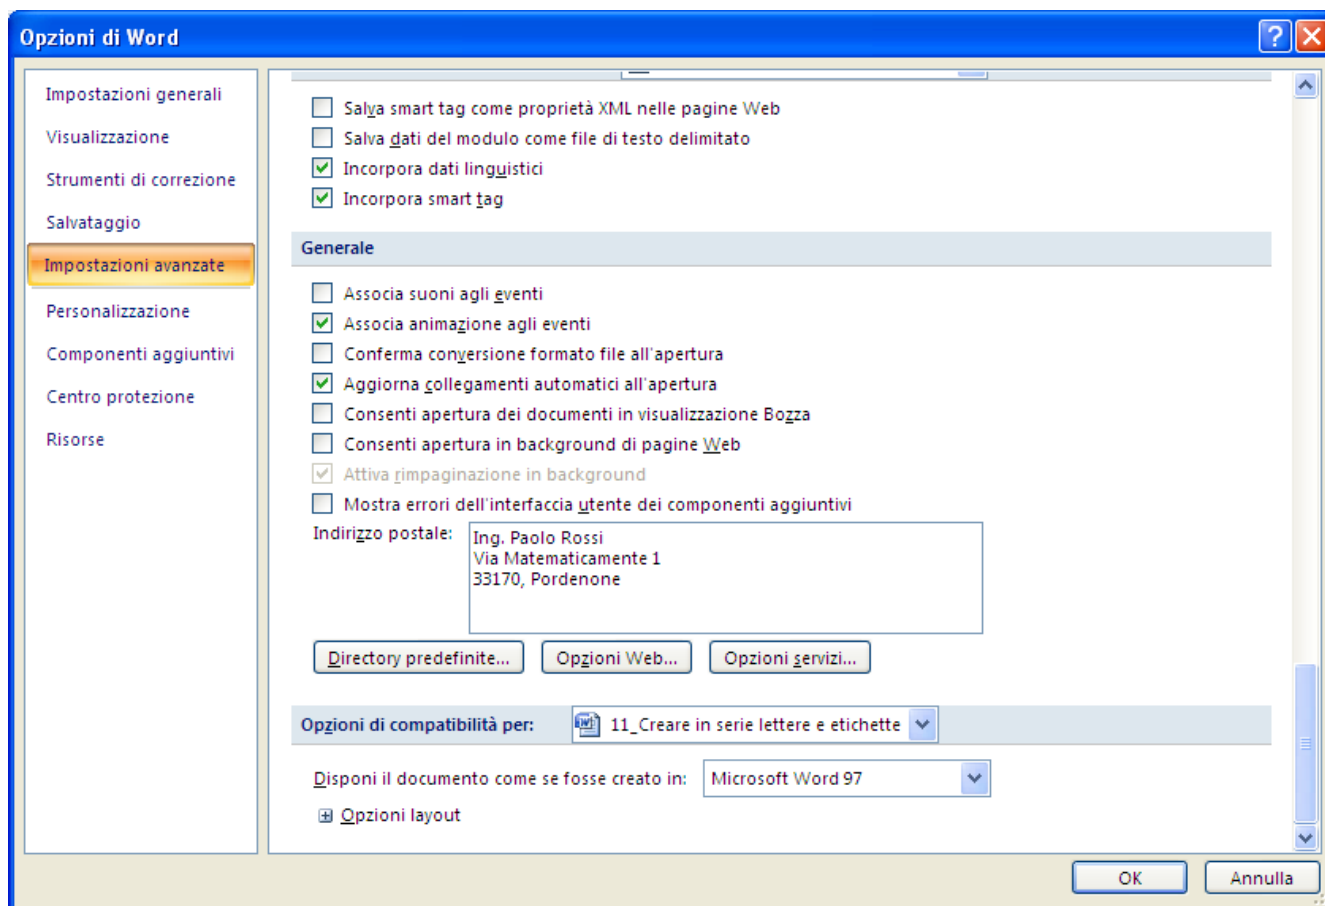 Opzioni di Word
Impostazioni generali
Visualizzazione
Strumenti di correzione
Salvataggio
Impostazioni avanzate
Personalizzazione
Componenti aggiuntivi
Centro protezione
Risorse
Salva smart tag come proprietà XML nelle pagine Web
Salva dati del modulo come file di testo delimitato
Incorpora dati linguistici
Incorpora smart tag
Generale
Associa suoni agli eventi
Associa animazione agli eventi
Conferma conversione formato file all'apertura
Aggiorna collegamenti automatici all'apertura
Consenti apertura dei documenti in visualizzazione Bozza
Consenti apertura in background di pagine Web
Attiva rimpaginazione in background
Mostra errori dell'interfaccia utente dei componenti aggiuntivi
Indirizzo postale:
Ing. Paolo Rossi
Via Matematicamente 1
33170, Pordenone
Directory predefinite... Opzioni Web... Opzioni servizi...
Opzioni di compatibilità per: 11_Creare in serie lettere e etichette
Disponi il documento come se fosse creato in: Microsoft Word 97
Opzioni layout
OK Annulla